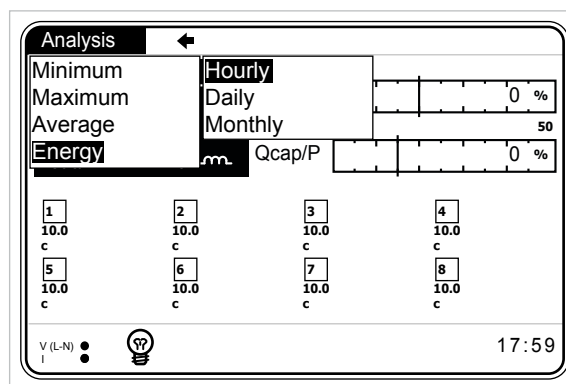 Analysis
Minimum Hourly
Maximum Daily 0 %
Average Monthly 50
Energy Qcap/P 0 %
1 2 3 4
10.0 10.0 10.0 10.0
c c c c
5 6 7 8
10.0 10.0 10.0 10.0
c c c c
V (L-N)
I 17:59